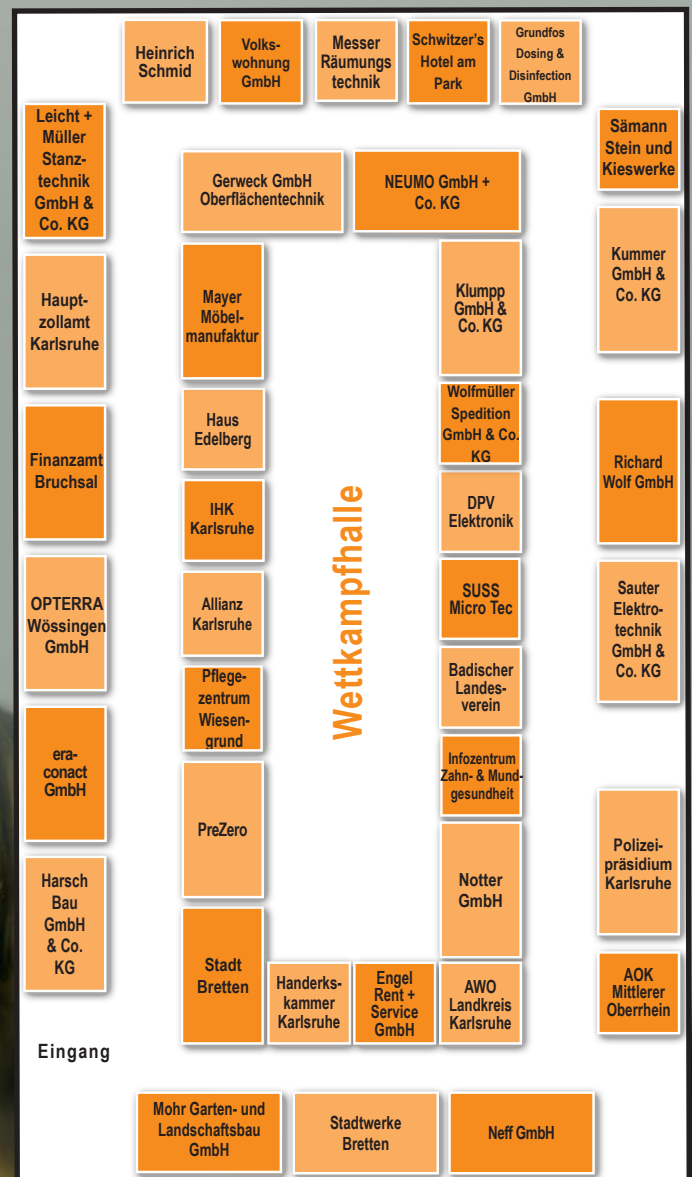 Heinrich
Schmid
Volks-
wohnung
GmbH
Messer
Räumungs
technik
Schwitzer's
Hotel am
Park
Grundfos
Dosing &
Disinfection
GmbH
Leicht +
Müller
Stanz-
technik
GmbH &
Co. KG
Sämann
Stein und
Kieswerke
Gerweck GmbH
Oberflächentechnik
NEUMO GmbH +
Co. KG
Haupt-
zollamt
Karlsruhe
Mayer
Möbel-
manufaktur
Klumpp
GmbH &
Co. KG
Kummer
GmbH &
Co. KG
Finanzamt
Bruchsal
Haus
Edelberg
Wolfmüller
Spedition
GmbH & Co.
KG
Richard
Wolf GmbH
IHK
Karlsruhe
DPV
Elektronik
Wettkampfhalle
OPTERRA
Wössingen
GmbH
Allianz
Karlsruhe
SUSS
Micro Tec
Sauter
Elektro-
technik
GmbH &
Co. KG
Pflege-
zentrum
Wiesen-
grund
Badischer
Landes-
verein
era-
conact
GmbH
Infozentrum
Zahn- & Mund-
gesundheit
PreZero
Polizei-
präsidium
Karlsruhe
Harsch
Bau
GmbH
& Co.
KG
Notter
GmbH
Stadt
Bretten
Handerks-
kammer
Karlsruhe
Engel
Rent +
Service
GmbH
AWO
Landkreis
Karlsruhe
AOK
Mittlerer
Oberrhein
Eingang
Mohr Garten- und
Landschaftsbau
GmbH
Stadtwerke
Bretten
Neff GmbH